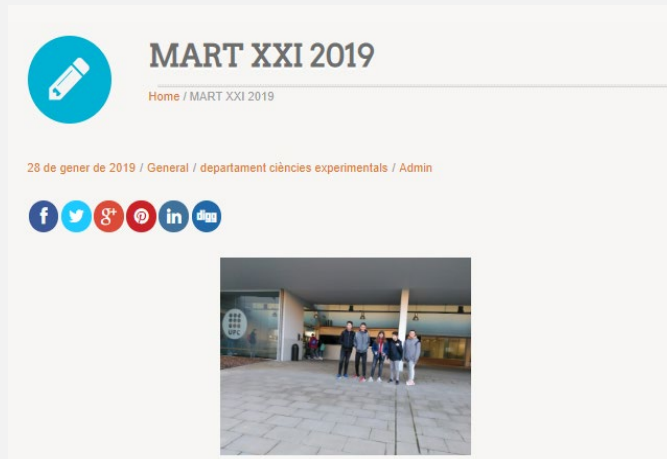 MART XXI 2019
Home / MART XXI 2019
28 de gener de 2019 / General / departament ciències experimentals / Admin
f g+ in digg
UPC